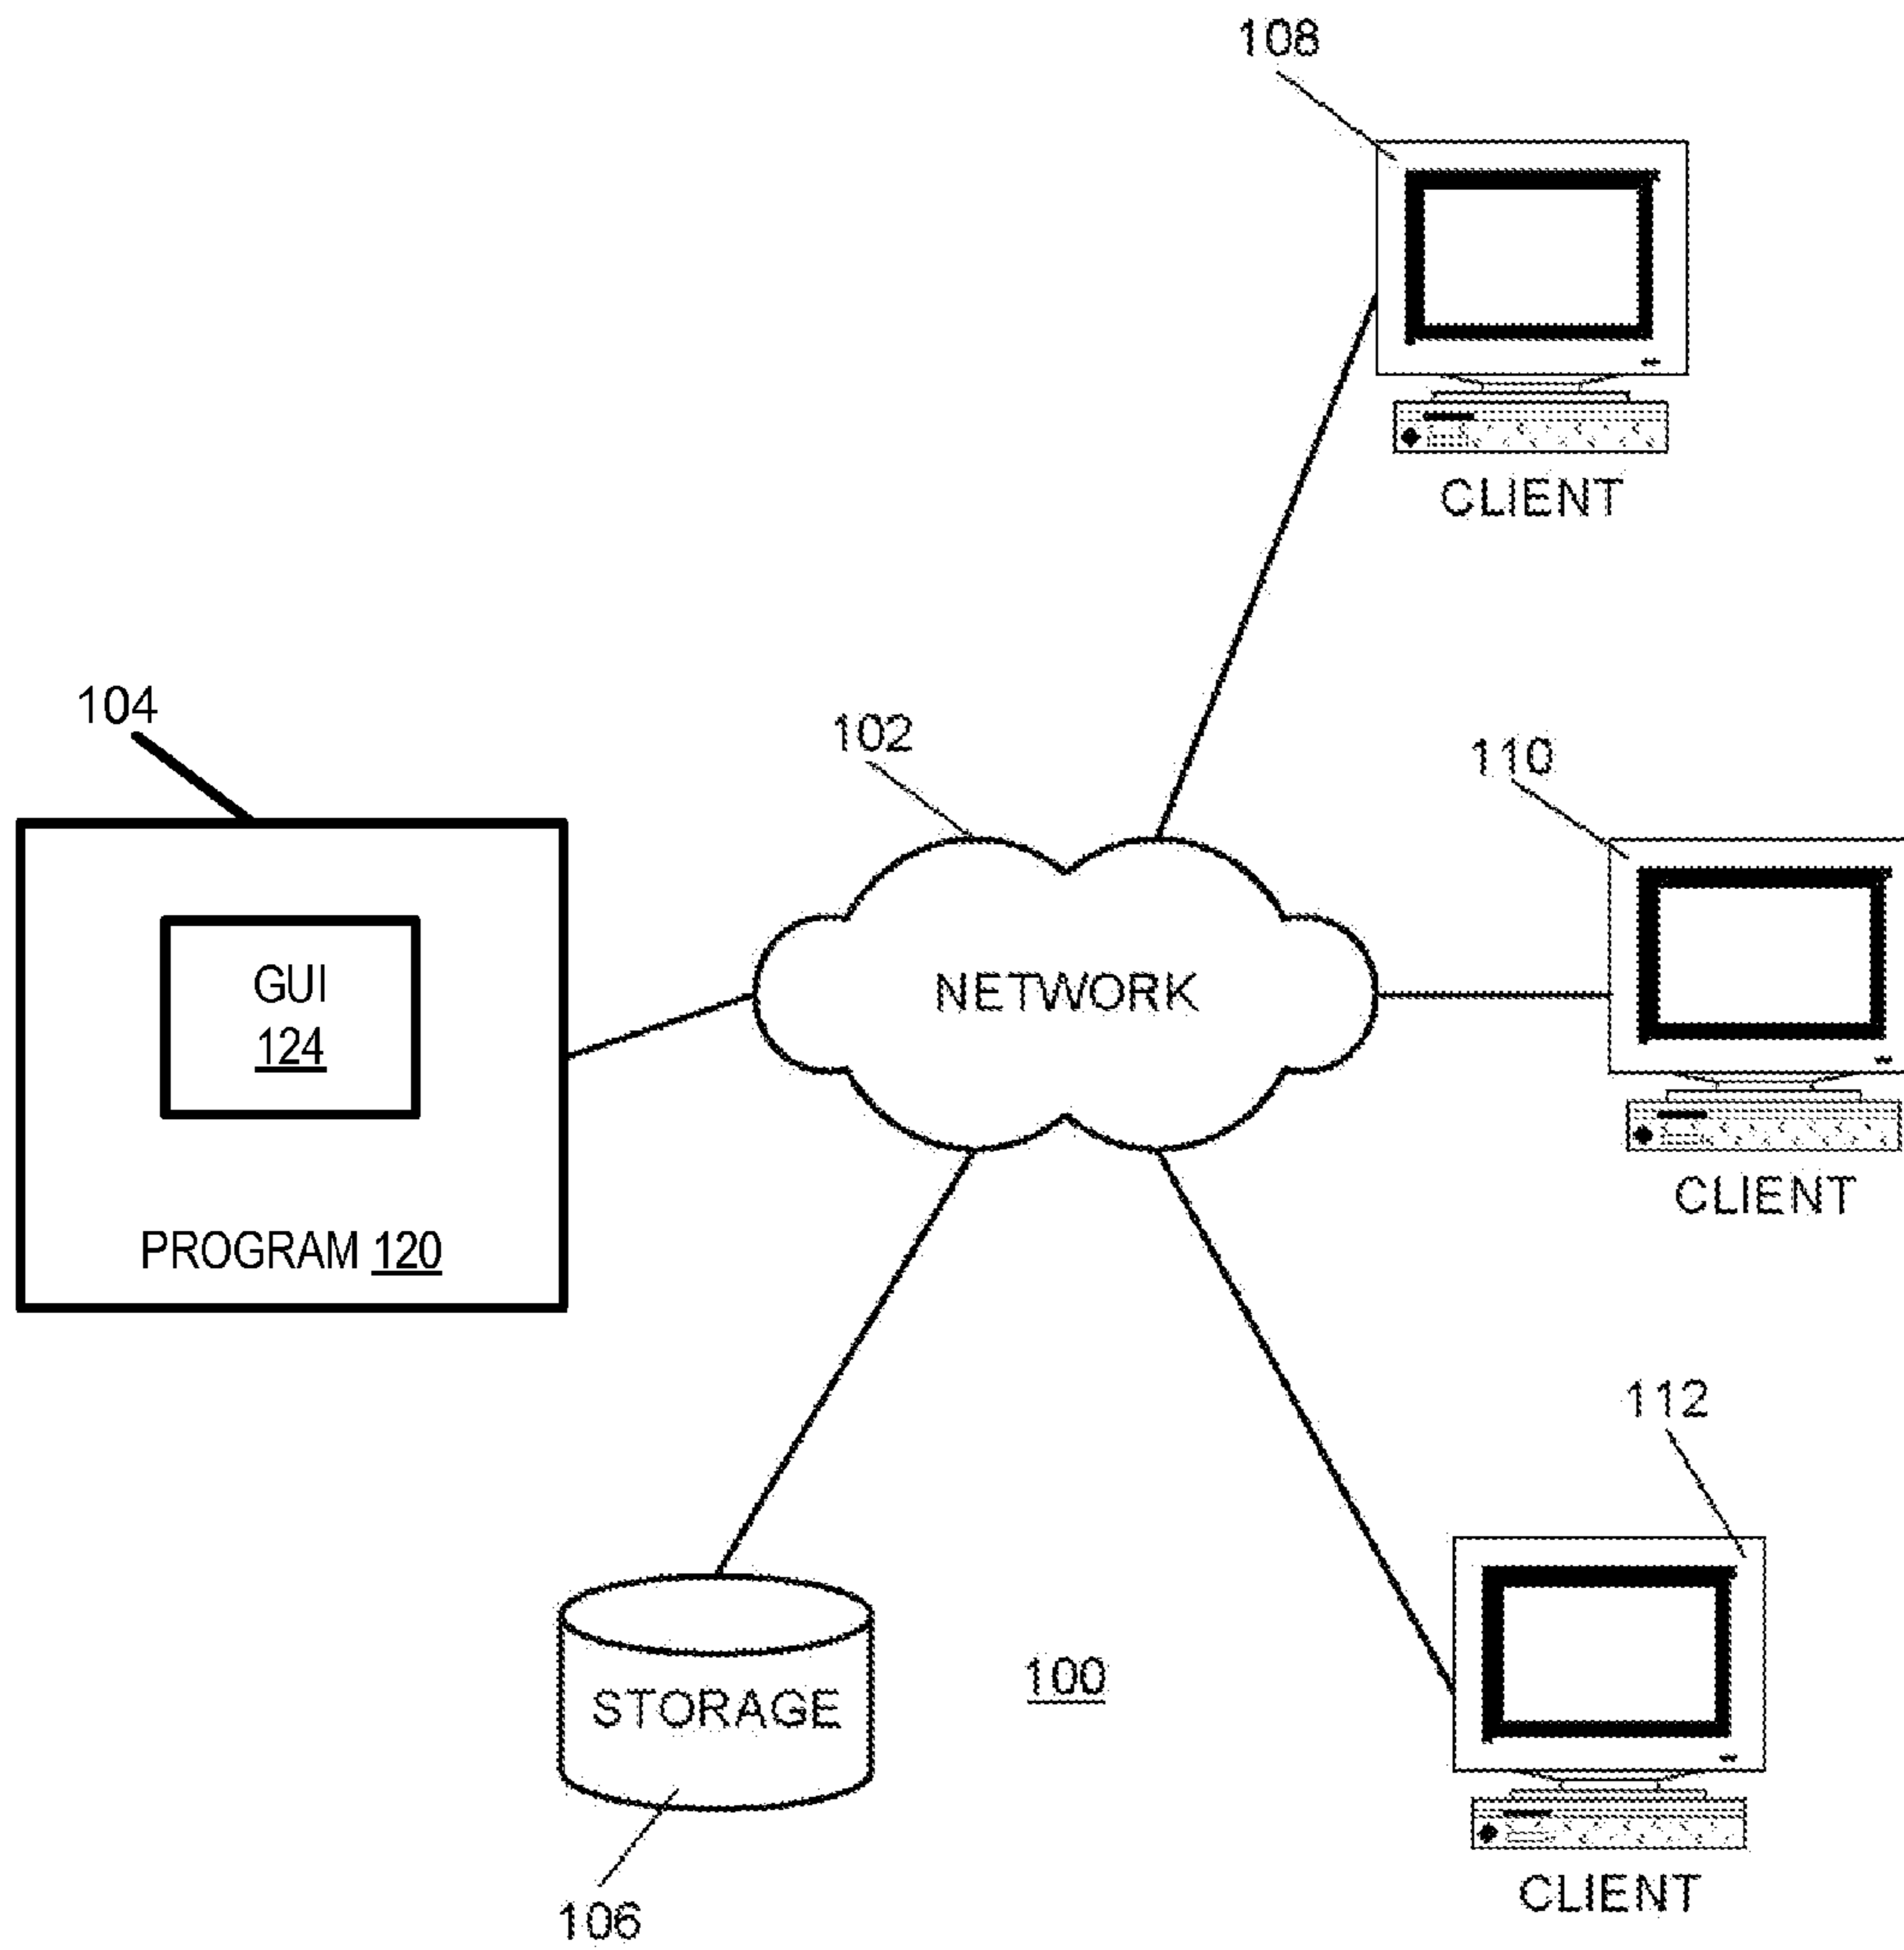 108
CLIENT
104
102
110
GUI
124
NETWORK
CLIENT
PROGRAM 120
112
100
STORAGE
CLIENT
106